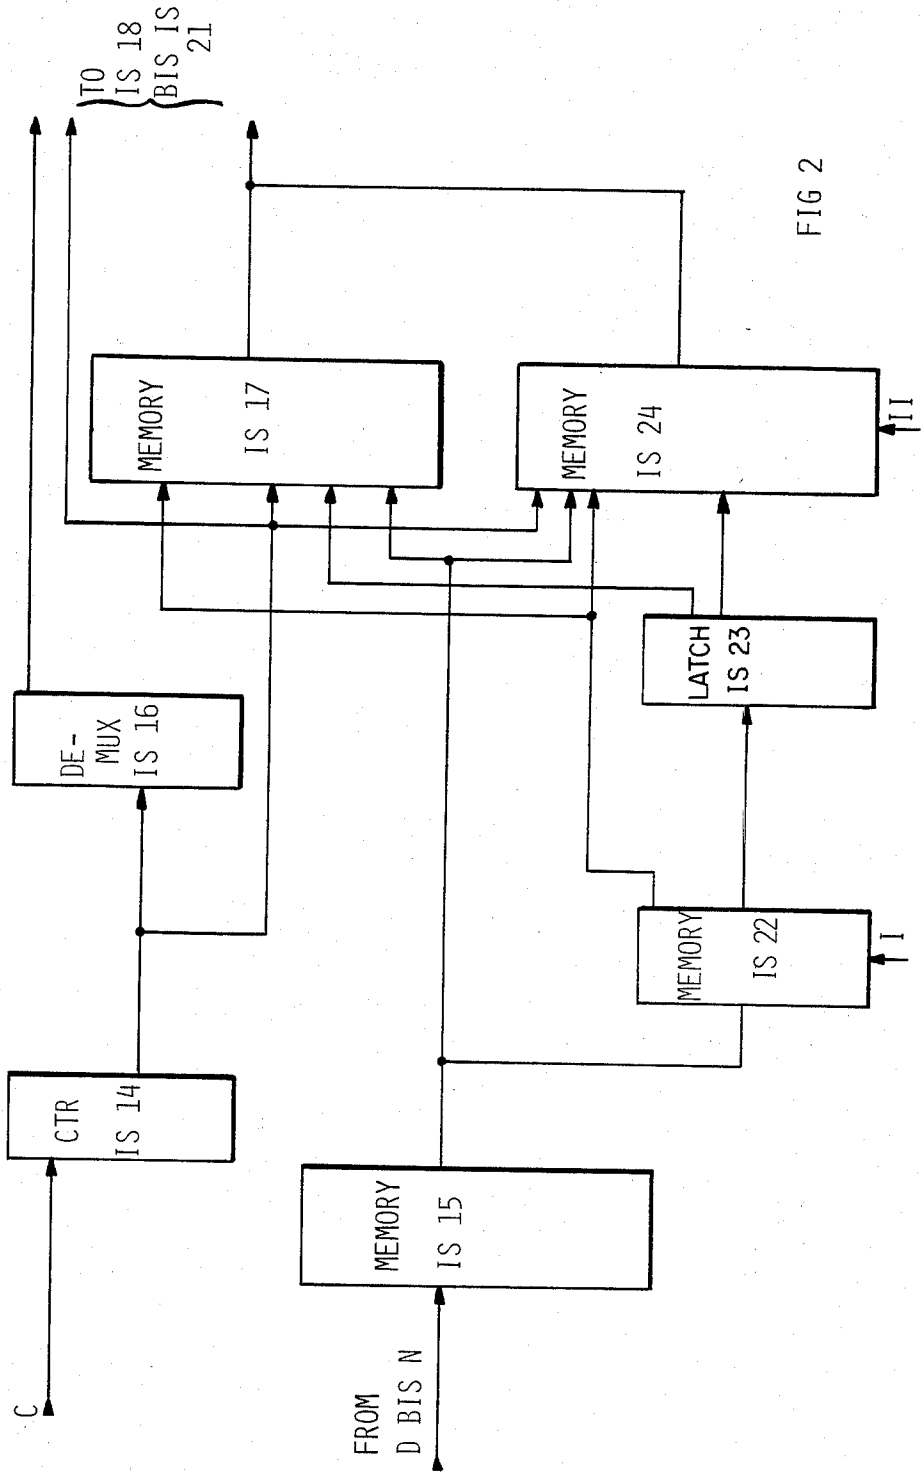 C
FROM
D BIS N
CTR
IS 14
MEMORY
IS 15
DE-
MUX
IS 16
MEMORY
IS 22
I
LATCH
IS 23
MEMORY
IS 17
MEMORY
IS 24
II
TO
IS 18
BIS IS
21
FIG 2